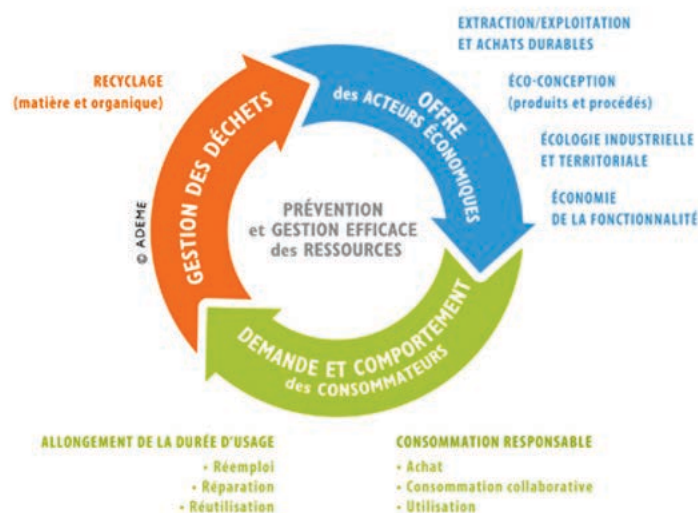 EXTRACTION/EXPLOITATION
ET ACHATS DURABLES
RECYCLAGE
(matière et organique)
ÉCO-CONCEPTION
(produits et procédés)
ÉCOLOGIE INDUSTRIELLE
ET TERRITORIALE
ÉCONOMIE
DE LA FONCTIONNALITÉ
OFFRE
des ACTEURS ÉCONOMIQUES
GESTION DES DÉCHETS
PRÉVENTION
et GESTION EFFICACE
des RESSOURCES
© ADEME
DEMANDE ET COMPORTEMENT
des CONSOMMATEURS
ALLONGEMENT DE LA DURÉE D'USAGE
• Réemploi
• Réparation
• Réutilisation
CONSOMMATION RESPONSABLE
• Achat
• Consommation collaborative
• Utilisation